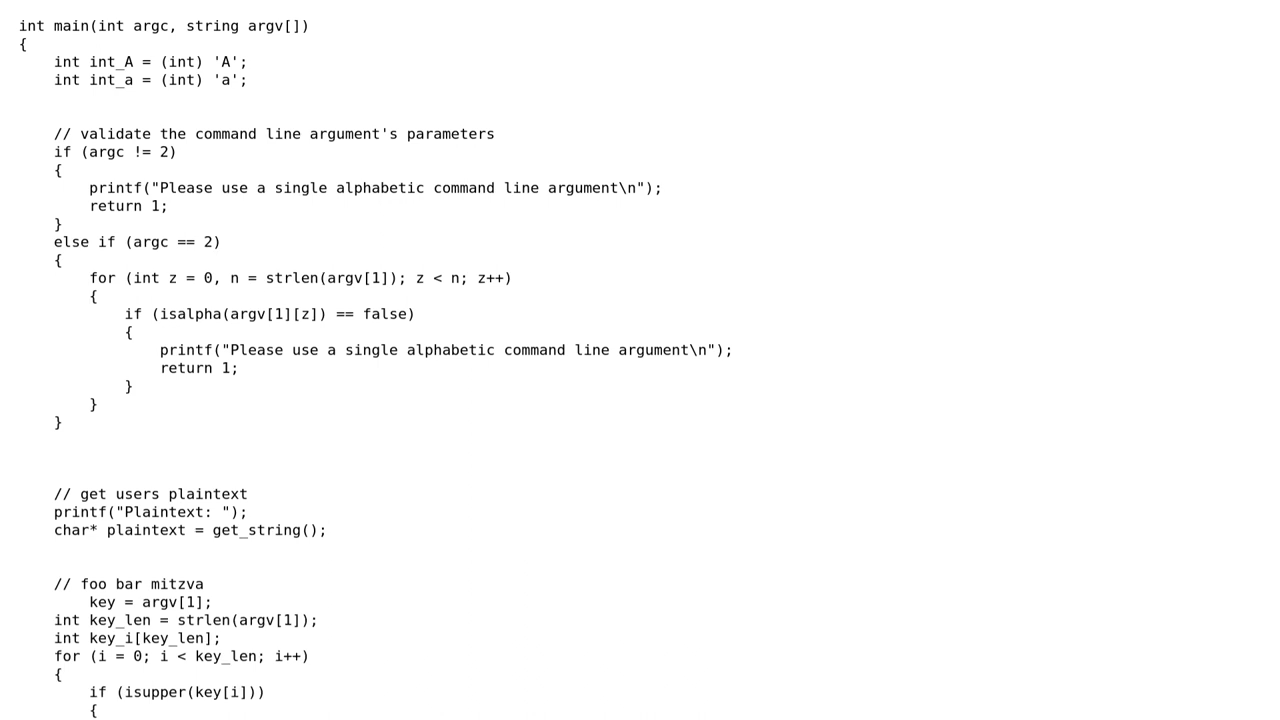 int main(int argc, string argv[])
{
    int int_A = (int) 'A';
    int int_a = (int) 'a';


    // validate the command line argument's parameters
    if (argc != 2)
    {
        printf("Please use a single alphabetic command line argument\n");
        return 1;
    }
    else if (argc == 2)
    {
        for (int z = 0, n = strlen(argv[1]); z < n; z++)
        {
            if (isalpha(argv[1][z]) == false)
            {
                printf("Please use a single alphabetic command line argument\n");
                return 1;
            }
        }
    }



    // get users plaintext
    printf("Plaintext: ");
    char* plaintext = get_string();


    // foo bar mitzva
        key = argv[1];
    int key_len = strlen(argv[1]);
    int key_i[key_len];
    for (i = 0; i < key_len; i++)
    {
        if (isupper(key[i]))
        {